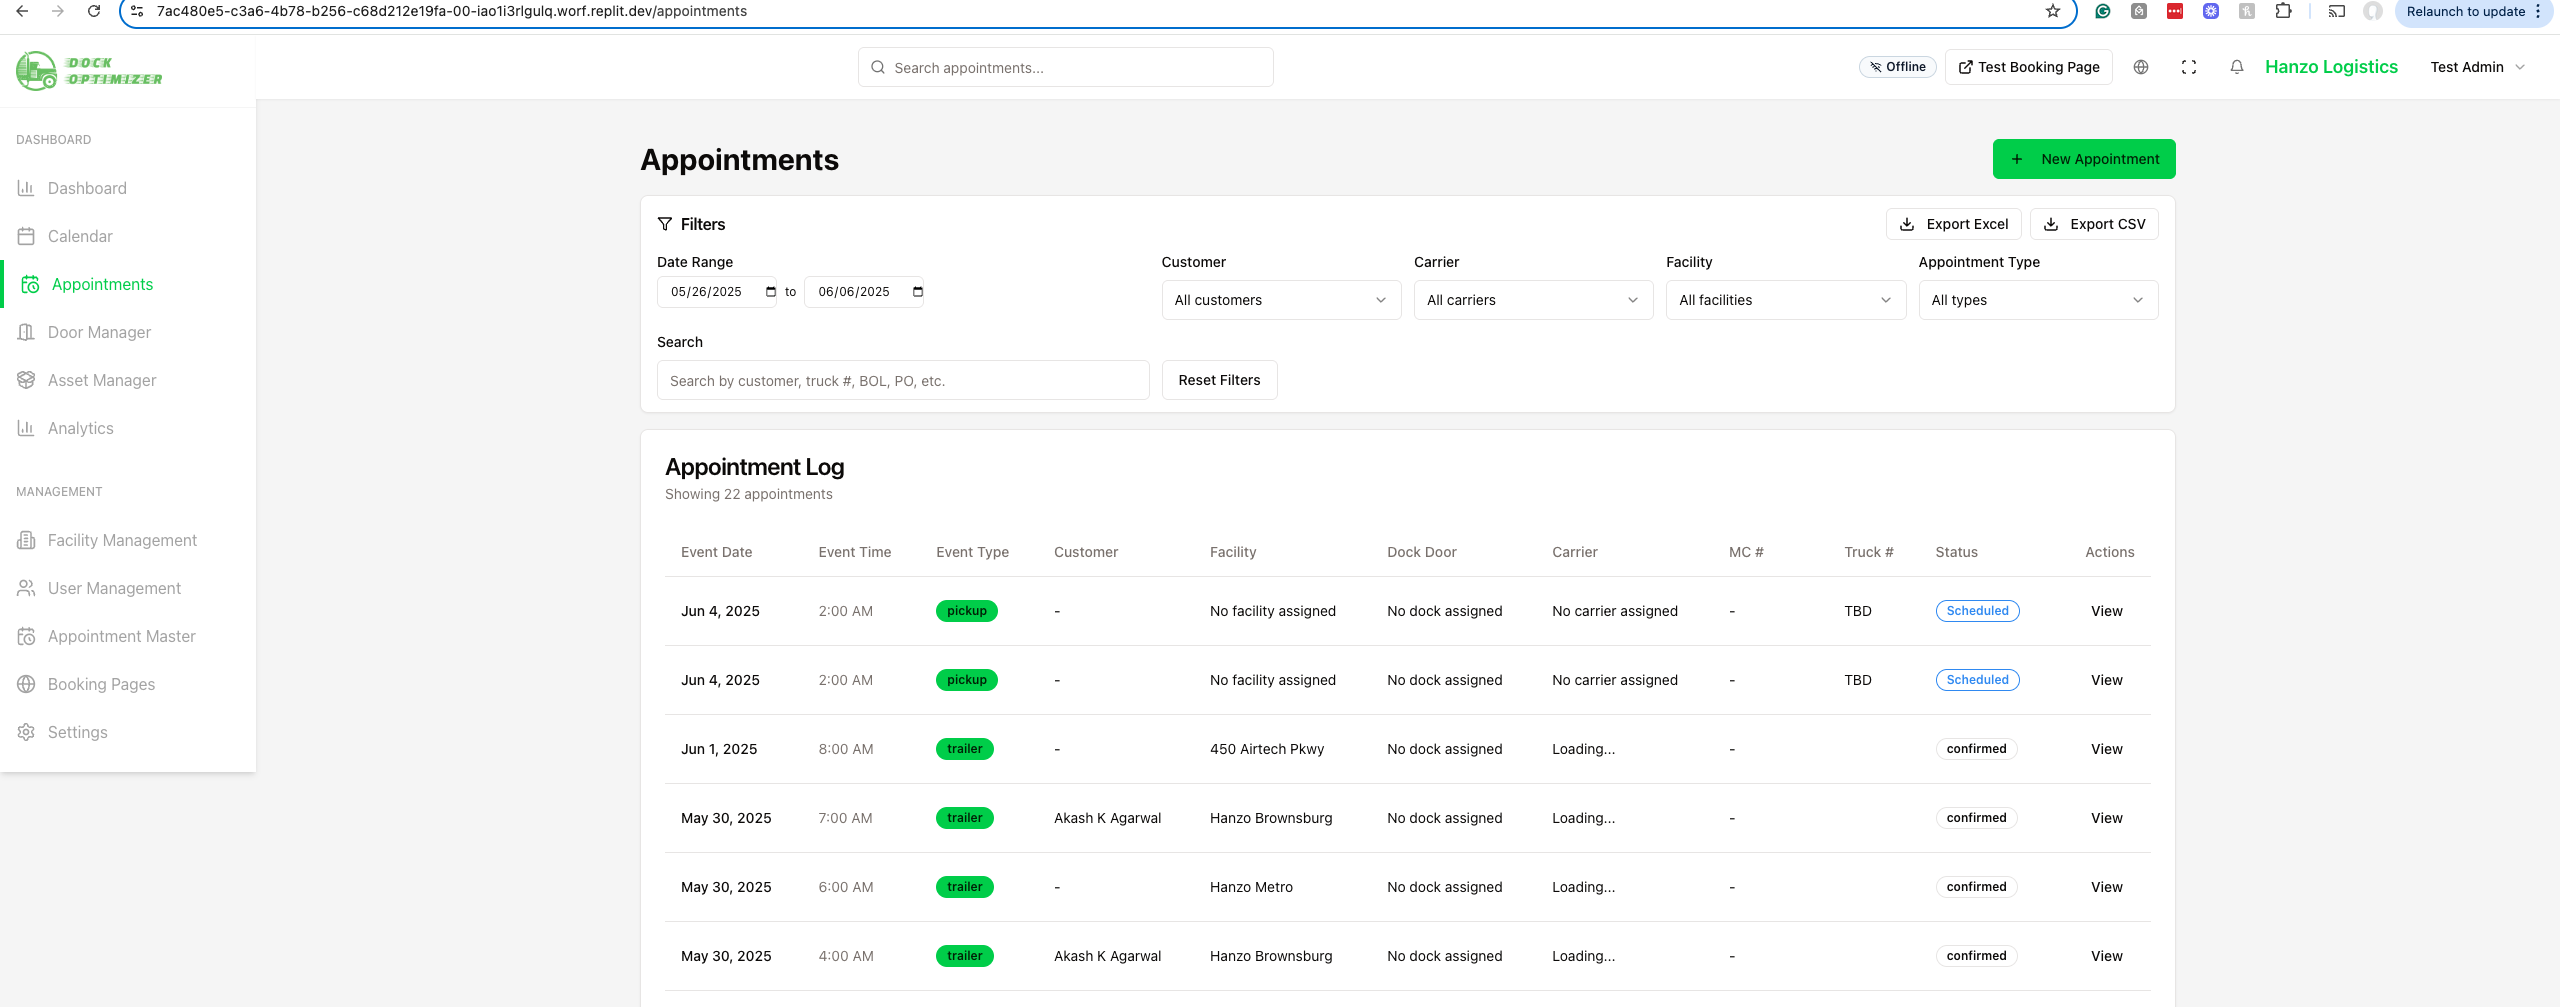 7ac480e5-c3a6-4b78-b256-c68d212e19fa-00-iao1i3rlgulq.worf.replit.dev/appointments
Relaunch to update
DOCK
OPTIMIZER
Search appointments...
Offline
Test Booking Page
Hanzo Logistics
Test Admin
DASHBOARD
Dashboard
Calendar
Appointments
Door Manager
Asset Manager
Analytics
MANAGEMENT
Facility Management
User Management
Appointment Master
Booking Pages
Settings
Appointments
+ New Appointment
Filters
Export Excel
Export CSV
Date Range
Customer
Carrier
Facility
Appointment Type
05/26/2025 to 06/06/2025
All customers
All carriers
All facilities
All types
Search
Search by customer, truck #, BOL, PO, etc.
Reset Filters
Appointment Log
Showing 22 appointments
Event Date Event Time Event Type Customer Facility Dock Door Carrier MC # Truck # Status Actions
Jun 4, 2025 2:00 AM pickup - No facility assigned No dock assigned No carrier assigned - TBD Scheduled View
Jun 4, 2025 2:00 AM pickup - No facility assigned No dock assigned No carrier assigned - TBD Scheduled View
Jun 1, 2025 8:00 AM trailer - 450 Airtech Pkwy No dock assigned Loading... - confirmed View
May 30, 2025 7:00 AM trailer Akash K Agarwal Hanzo Brownsburg No dock assigned Loading... - confirmed View
May 30, 2025 6:00 AM trailer - Hanzo Metro No dock assigned Loading... - confirmed View
May 30, 2025 4:00 AM trailer Akash K Agarwal Hanzo Brownsburg No dock assigned Loading... - confirmed View